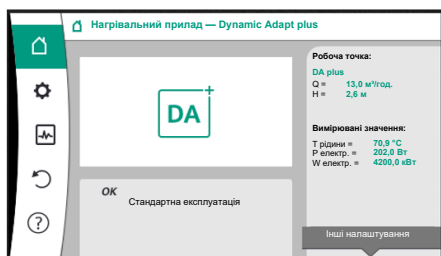 Нагрівальний прилад — Dynamic Adapt plus
DA+
OK
Стандартна експлуатація
Робоча точка:
DA plus
Q = 13,0 м³/год.
H = 2,6 м
Вимірювані значення:
T рідини = 70,9 °C
P електр. = 202,0 Вт
W електр. = 4200,0 кВт
Інші налаштування
?